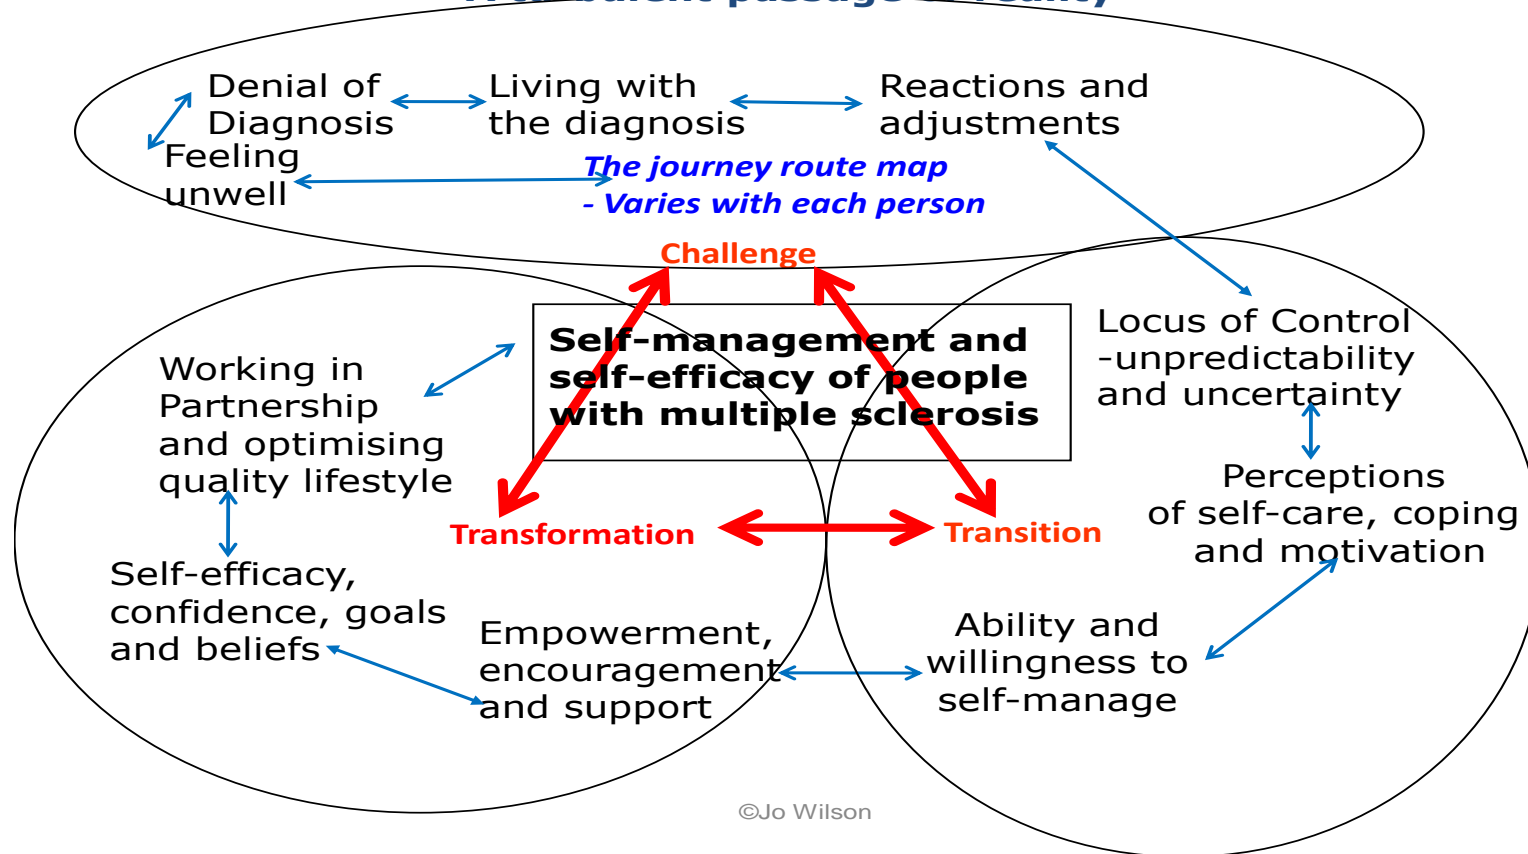 passage
Denial of
Diagnosis
Living with
the diagnosis
Reactions and
adjustments
Feeling
unwell
The journey route map
- Varies with each person
Challenge
Self-management and
self-efficacy of people
with multiple sclerosis
Locus of Control
-unpredictability
and uncertainty
Working in
Partnership
and optimising
quality lifestyle
Perceptions
of self-care, coping
and motivation
Transformation
Transition
Self-efficacy,
confidence, goals
and beliefs
Empowerment,
encouragement
and support
Ability and
willingness to
self-manage
©Jo Wilson